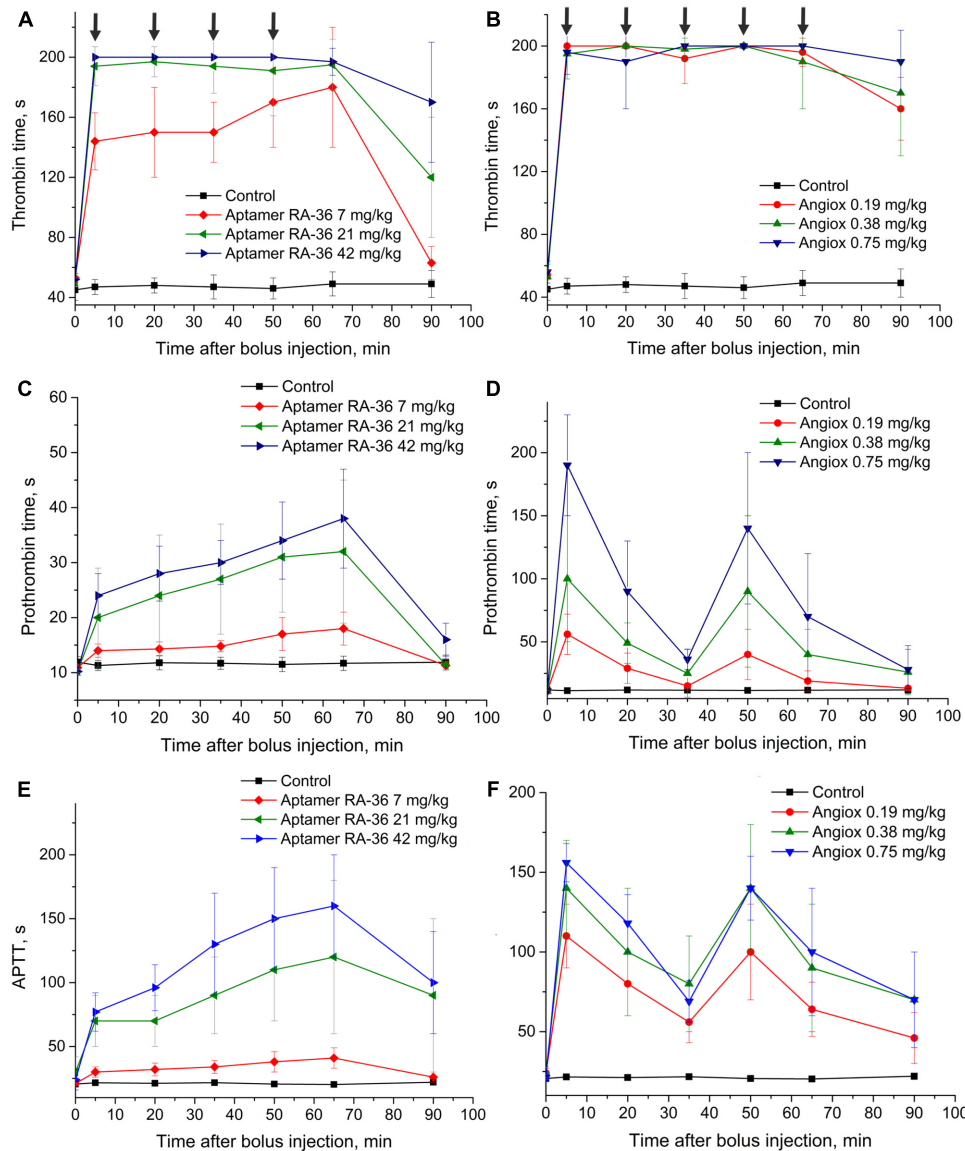 A
Thrombin time, s
200
160
120
80
40
Control
Aptamer RA-36 7 mg/kg
Aptamer RA-36 21 mg/kg
Aptamer RA-36 42 mg/kg
0 20 40 60 80 100
Time after bolus injection, min
B
Thrombin time, s
200
160
120
80
40
Control
Angiox 0.19 mg/kg
Angiox 0.38 mg/kg
Angiox 0.75 mg/kg
0 20 40 60 80 100
Time after bolus injection, min
C
Control
Aptamer RA-36 7 mg/kg
Aptamer RA-36 21 mg/kg
Aptamer RA-36 42 mg/kg
Prothrombin time, s
60
50
40
30
20
10
0 10 20 30 40 50 60 70 80 90 100
Time after bolus injection, min
D
Control
Angiox 0.19 mg/kg
Angiox 0.38 mg/kg
Angiox 0.75 mg/kg
Prothrombin time, s
200
150
100
50
0 10 20 30 40 50 60 70 80 90 100
Time after bolus injection, min
E
Control
Aptamer RA-36 7 mg/kg
Aptamer RA-36 21 mg/kg
Aptamer RA-36 42 mg/kg
APTT, s
200
150
100
50
0 10 20 30 40 50 60 70 80 90 100
Time after bolus injection, min
F
Control
Angiox 0.19 mg/kg
Angiox 0.38 mg/kg
Angiox 0.75 mg/kg
200
150
100
50
0 10 20 30 40 50 60 70 80 90 100
Time after bolus injection, min